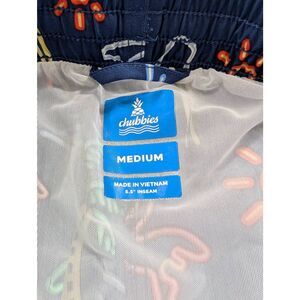 chubbies
MEDIUM
MADE IN VIETNAM
5.5" INSEAM